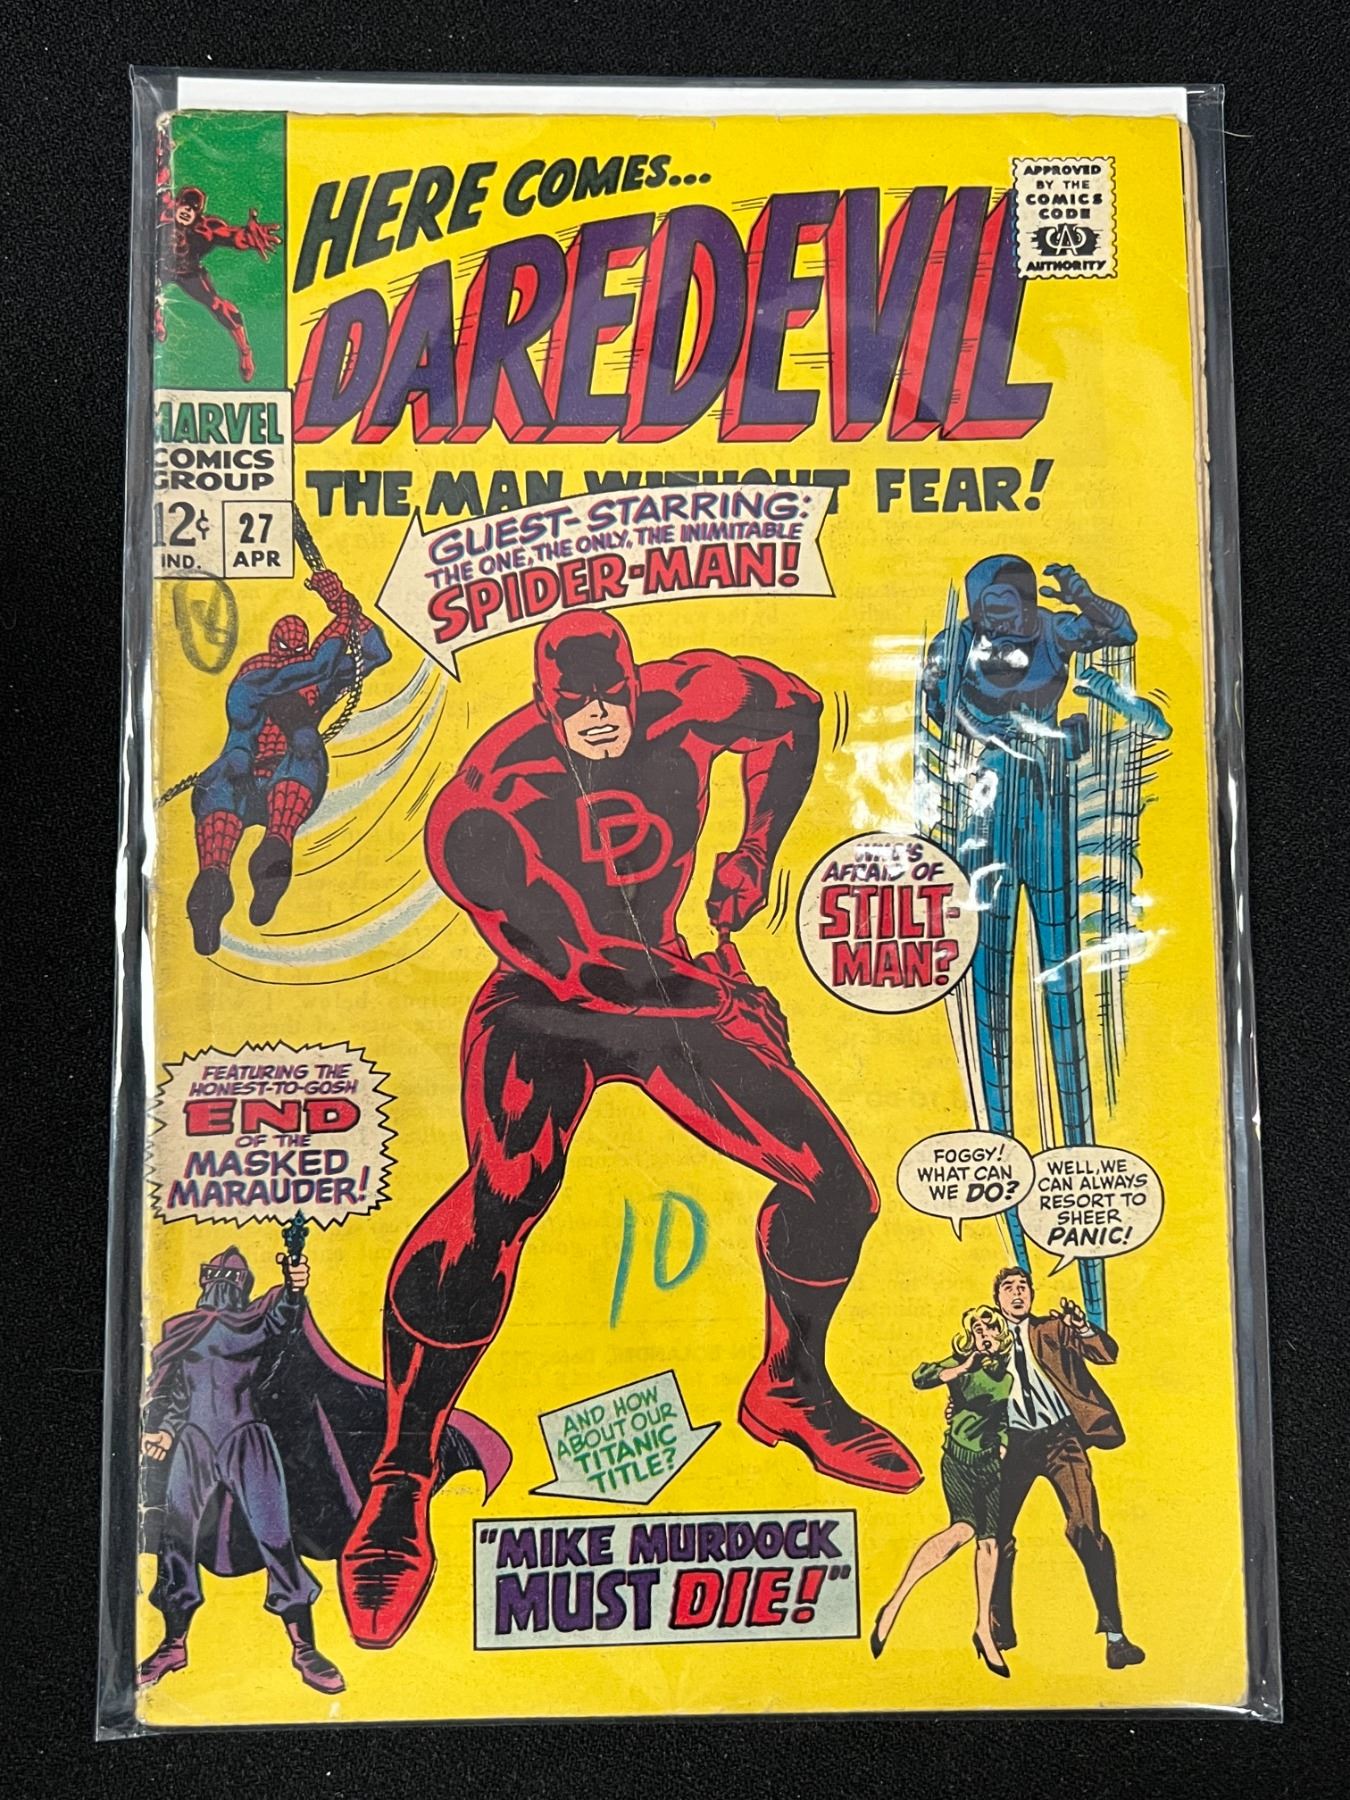 HERE COMES...
DAREDEVIL
THE MAN WITHOUT FEAR!
APPROVED
BY THE
COMICS
CODE
CA
AUTHORITY
MARVEL
COMICS
GROUP
12¢
IND.
27
APR
GUEST-STARRING:
THE ONE, THE ONLY, THE INIMITABLE
SPIDER-MAN!
DD
WHO'S
AFRAID OF
STILT-
MAN?
FEATURING THE
HONEST-TO-GOSH
END
OF THE
MASKED
MARAUDER!
FOGGY!
WHAT CAN
WE DO?
WELL, WE
CAN ALWAYS
RESORT TO
SHEER
PANIC!
10
AND HOW
ABOUT OUR
TITANIC
TITLE?
"MIKE MURDOCK
MUST DIE!"